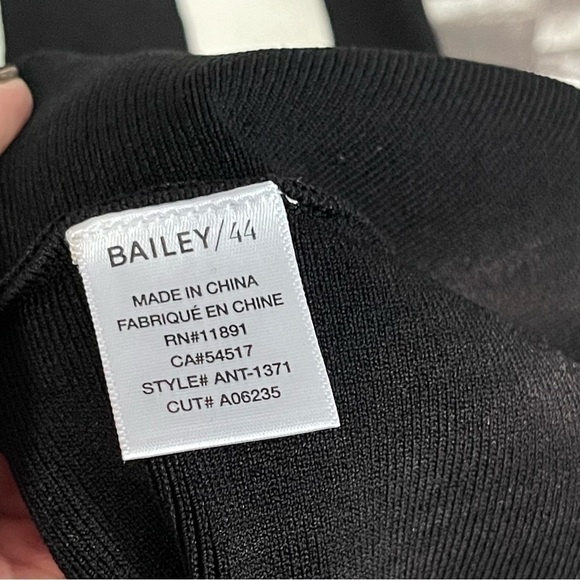 BAILEY/44
MADE IN CHINA
FABRIQUÉ EN CHINE
RN#11891
CA#54517
STYLE# ANT-1371
CUT# A06235